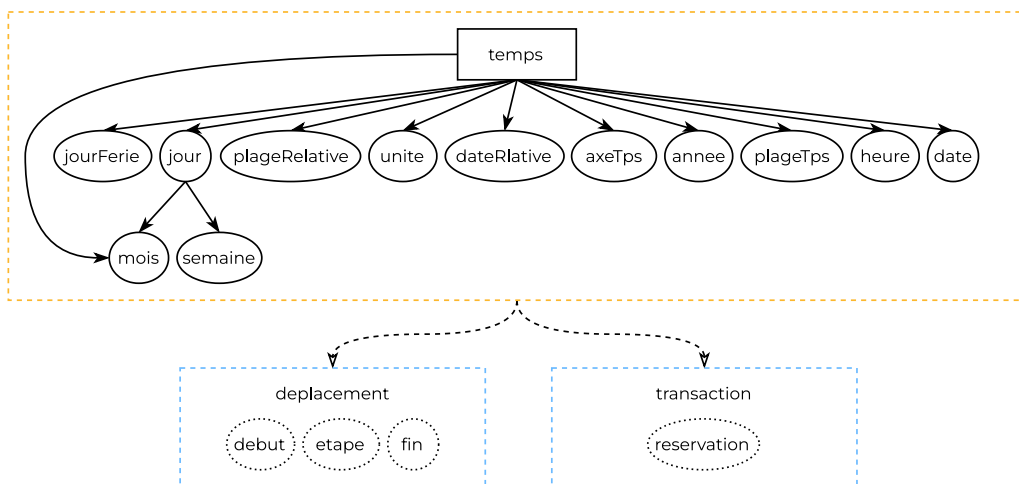 temps
jourFerie jour plageRelative unite dateRlative axeTps annee plageTps heure date
mois semaine
deplacement transaction
debut etape fin reservation